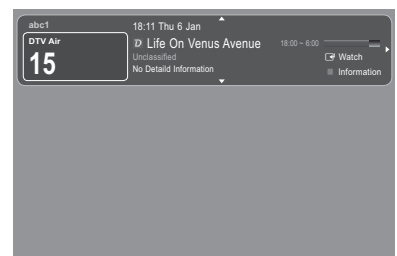 abc1
18:11 Thu 6 Jan
DTV Air
15
D Life On Venus Avenue
18:00 ~ 6:00
Unclassified
No Detaild Information
Watch
Information